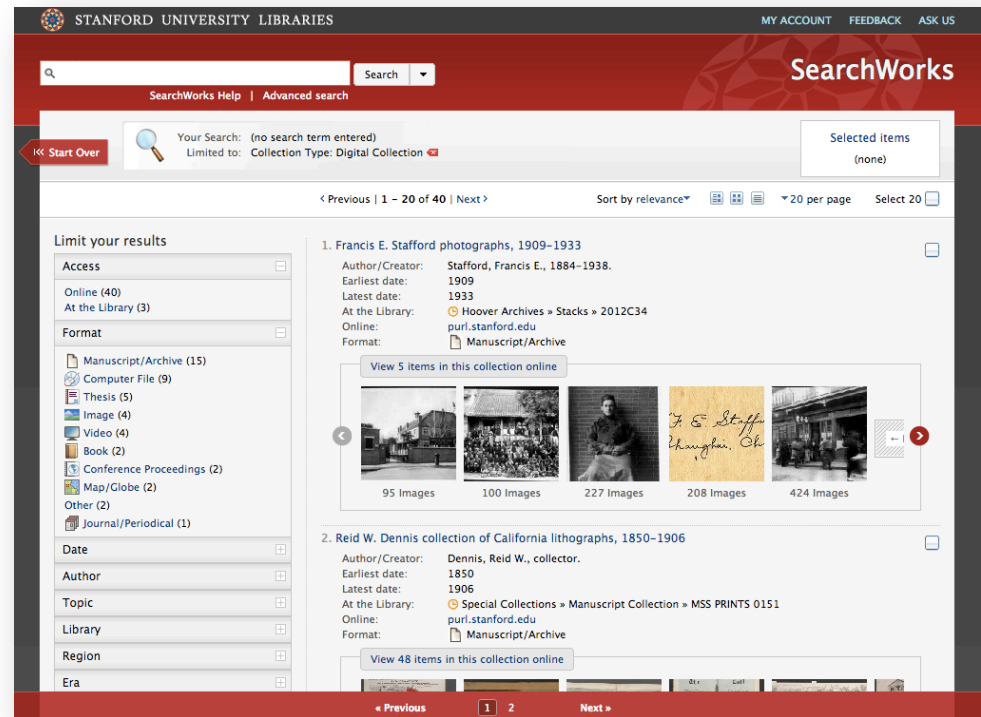 STANFORD UNIVERSITY LIBRARIES
MY ACCOUNT FEEDBACK ASK US
SearchWorks
Search
SearchWorks Help | Advanced search
Start Over
Your Search: (no search term entered)
Limited to: Collection Type: Digital Collection
Selected items
(none)
< Previous | 1 – 20 of 40 | Next >
Sort by relevance
20 per page
Select 20
Limit your results
Access
Online (40)
At the Library (3)
Format
Manuscript/Archive (15)
Computer File (9)
Thesis (5)
Image (4)
Video (4)
Book (2)
Conference Proceedings (2)
Map/Globe (2)
Other (2)
Journal/Periodical (1)
Date
Author
Topic
Library
Region
Era
1. Francis E. Stafford photographs, 1909–1933
Author/Creator: Stafford, Francis E., 1884–1938.
Earliest date: 1909
Latest date: 1933
At the Library: Hoover Archives » Stacks » 2012C34
Online: purl.stanford.edu
Format: Manuscript/Archive
View 5 items in this collection online
F. E. Staffo
Shanghai, Ch
95 Images
100 Images
227 Images
208 Images
424 Images
2. Reid W. Dennis collection of California lithographs, 1850–1906
Author/Creator: Dennis, Reid W., collector.
Earliest date: 1850
Latest date: 1906
At the Library: Special Collections » Manuscript Collection » MSS PRINTS 0151
Online: purl.stanford.edu
Format: Manuscript/Archive
View 48 items in this collection online
« Previous 1 2 Next »